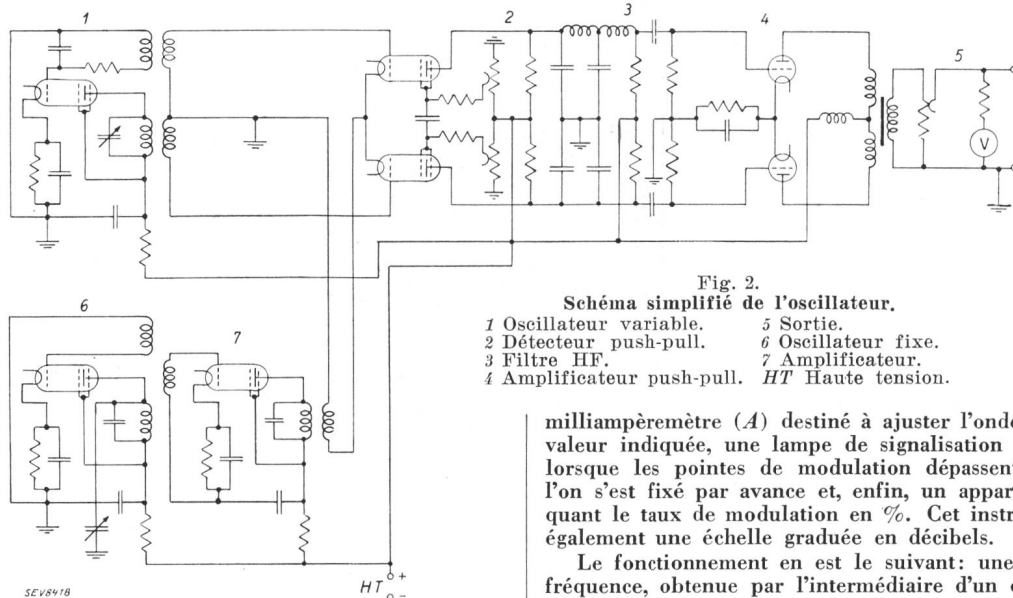 1
2
3
4
5
V
6
7
HT
+
−
SEV8418
Fig. 2.
Schéma simplifié de l'oscillateur.
1 Oscillateur variable.
2 Détecteur push-pull.
3 Filtre HF.
4 Amplificateur push-pull.
5 Sortie.
6 Oscillateur fixe.
7 Amplificateur.
HT Haute tension.
milliampèremètre (A) destiné à ajuster l'onde
valeur indiquée, une lampe de signalisation
lorsque les pointes de modulation dépassent
l'on s'est fixé par avance et, enfin, un appar
quant le taux de modulation en %. Cet instr
également une échelle graduée en décibels.
Le fonctionnement en est le suivant: une
fréquence, obtenue par l'intermédiaire d'un